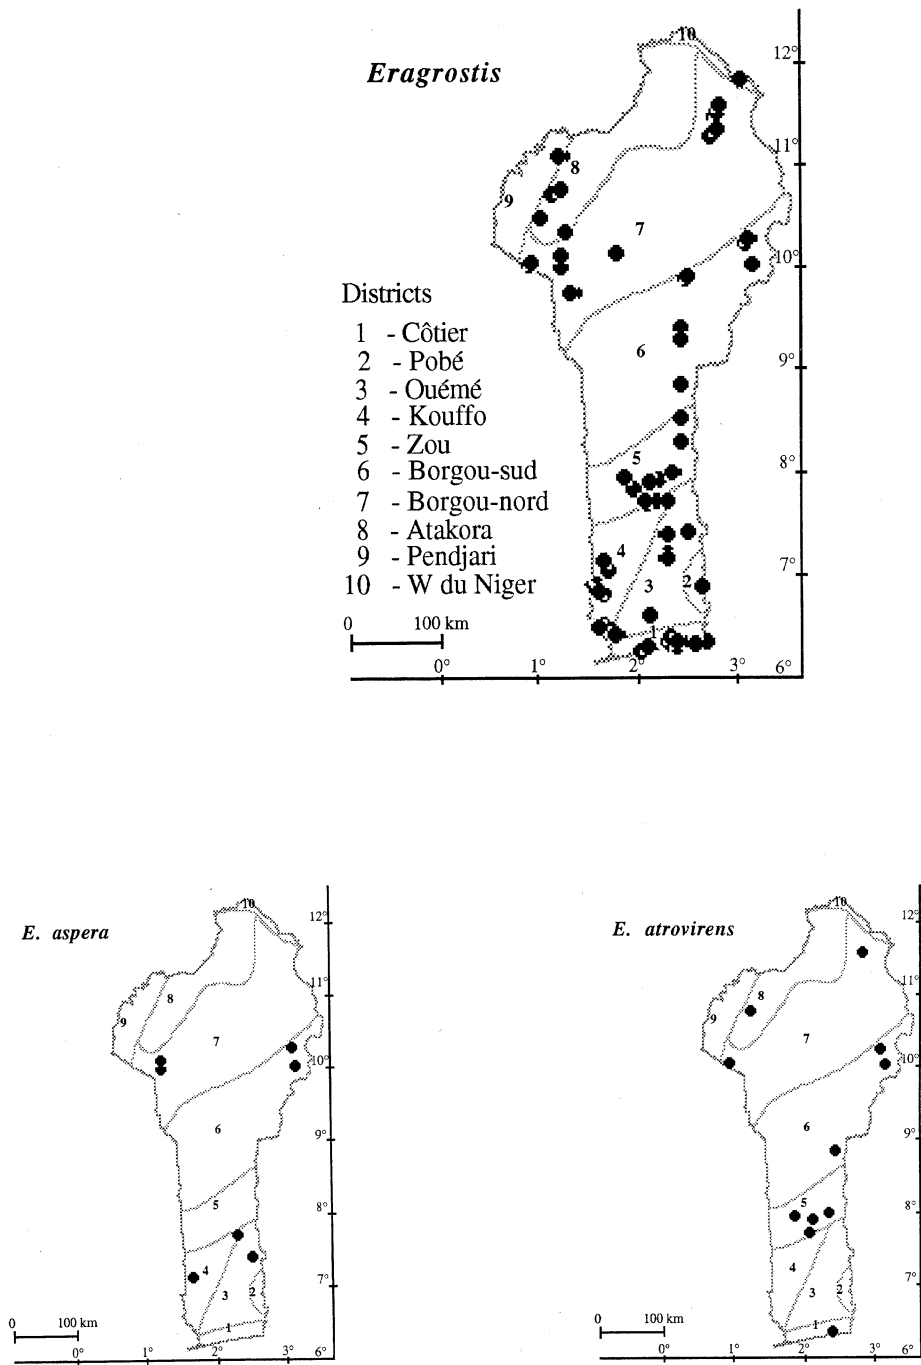 Eragrostis
10
12°
11°
8
9
7
10°
Districts
1 - Côtier
2 - Pobé
3 - Ouémé
4 - Kouffo
5 - Zou
6 - Borgou-sud
7 - Borgou-nord
8 - Atakora
9 - Pendjari
10 - W du Niger
6
9°
5
8°
4
7°
3
2
1
0 100 km
0° 1° 2° 3° 6°
E. aspera
10
12°
11°
8
9
7
10°
6
9°
5
8°
4
7°
3
2
1
0 100 km
0° 1° 2° 3° 6°
E. atrovirens
10
12°
11°
8
9
7
10°
6
9°
5
8°
4
7°
3
2
1
0 100 km
0° 1° 2° 3° 6°